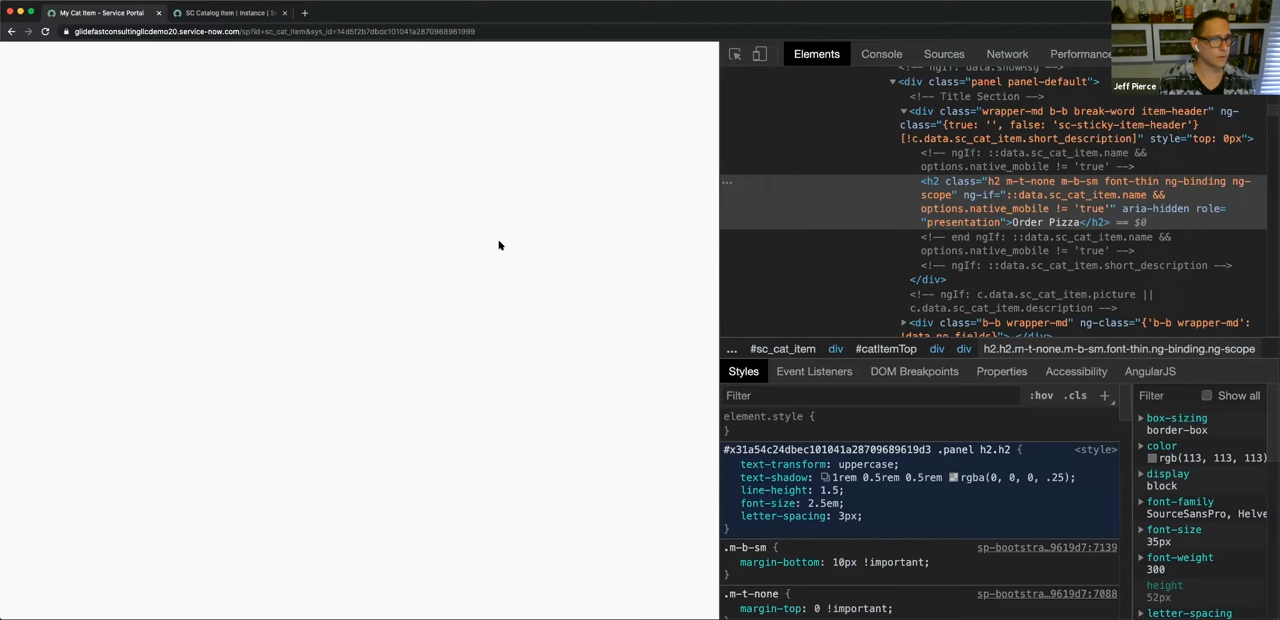 My Cat Item - Service Portal
SC Catalog Item | Instance | S
glidefastconsultingllcdemo20.service-now.com/sp?id=sc_cat_item&sys_id=14d5f2b7dbdc101041a2870968961999
Elements
Console
Sources
Network
Performance
Jeff Pierce
<!-- ngIf: data.showMsg -->
<div class="panel panel-default">
<!-- Title Section -->
<div class="wrapper-md b-b break-word item-header" ng-
class="{true: '', false: 'sc-sticky-item-header'}
[!c.data.sc_cat_item.short_description]" style="top: 0px">
<!-- ngIf: ::data.sc_cat_item.name &&
options.native_mobile != 'true' -->
<h2 class="h2 m-t-none m-b-sm font-thin ng-binding ng-
scope" ng-if="::data.sc_cat_item.name &&
options.native_mobile != 'true'" aria-hidden role=
"presentation">Order Pizza</h2> == $0
<!-- end ngIf: ::data.sc_cat_item.name &&
options.native_mobile != 'true' -->
<!-- ngIf: ::data.sc_cat_item.short_description -->
</div>
<!-- ngIf: c.data.sc_cat_item.picture ||
c.data.sc_cat_item.description -->
<div class="b-b wrapper-md" ng-class="{'b-b wrapper-md':
!data.no_fields}">…</div>
... #sc_cat_item div #catItemTop div div h2.h2.m-t-none.m-b-sm.font-thin.ng-binding.ng-scope
Styles
Event Listeners
DOM Breakpoints
Properties
Accessibility
AngularJS
Filter
:hov .cls +
element.style {
}
#x31a54c24dbec101041a28709689619d3 .panel h2.h2 {
<style>
text-transform: uppercase;
text-shadow: 1rem 0.5rem 0.5rem rgba(0, 0, 0, .25);
line-height: 1.5;
font-size: 2.5em;
letter-spacing: 3px;
}
.m-b-sm {
sp-bootstra…9619d7:7139
margin-bottom: 10px !important;
}
.m-t-none {
sp-bootstra…9619d7:7088
margin-top: 0 !important;
Filter
Show all
box-sizing
border-box
color
rgb(113, 113, 113)
display
block
font-family
SourceSansPro, Helve
font-size
35px
font-weight
300
height
52px
letter-spacing